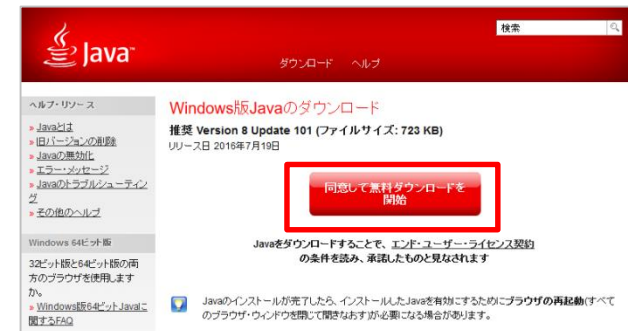 Java
検索
ダウンロード ヘルプ
ヘルプ・リソース
» Javaとは
» 旧バージョンの削除
» Javaの無効化
» エラー・メッセージ
» Javaのトラブルシューティン
グ
» その他のヘルプ
Windows 64ビット版
32ビット版と64ビット版の両
方のブラウザを使用します
か。
» Windows版64ビットJavaに
関するFAQ
Windows版Javaのダウンロード
推奨 Version 8 Update 101 (ファイルサイズ: 723 KB)
リリース日 2016年7月19日
同意して無料ダウンロードを
開始
Javaをダウンロードすることで、エンド・ユーザー・ライセンス契約
の条件を読み、承諾したものと見なされます
Javaのインストールが完了したら、インストールしたJavaを有効にするためにブラウザの再起動(すべて
のブラウザ・ウィンドウを閉じて開きなおす)が必要になる場合があります。